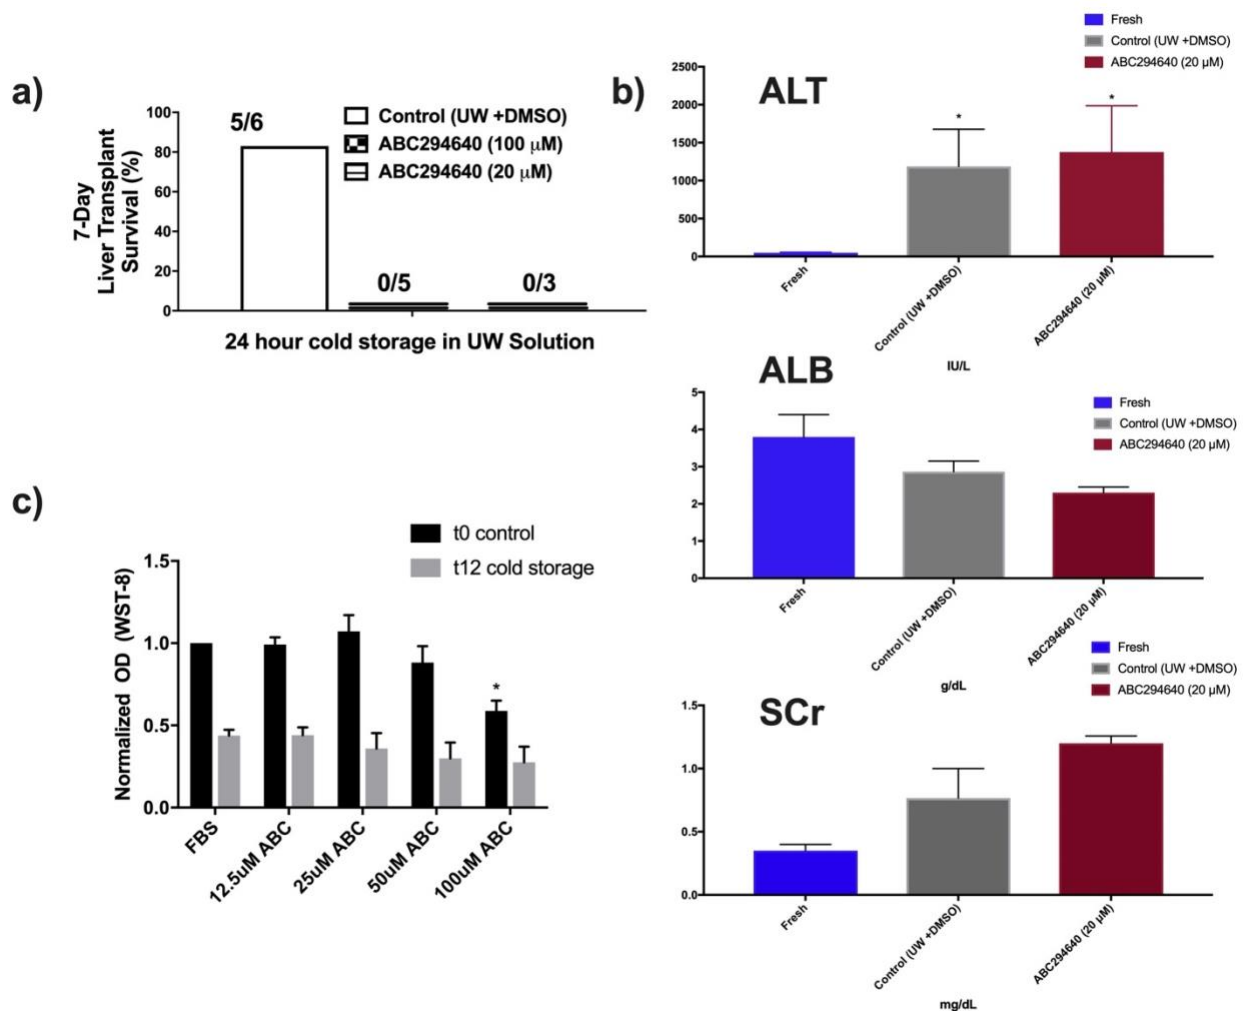 a)
5/6
Control (UW +DMSO)
ABC294640 (100 μM)
ABC294640 (20 μM)
7-Day
Liver Transplant
Survival (%)
100
80
60
40
20
0
0/5
0/3
24 hour cold storage in UW Solution
b)
Fresh
Control (UW +DMSO)
ABC294640 (20 μM)
ALT
2500
2000
1500
1000
500
0
*
*
Fresh
Control (UW +DMSO)
ABC294640 (20 μM)
IU/L
ALB
Fresh
Control (UW +DMSO)
ABC294640 (20 μM)
5
4
3
2
1
0
Fresh
Control (UW +DMSO)
ABC294640 (20 μM)
g/dL
SCr
Fresh
Control (UW +DMSO)
ABC294640 (20 μM)
1.5
1.0
0.5
0.0
Fresh
Control (UW +DMSO)
ABC294640 (20 μM)
mg/dL
c)
t0 control
t12 cold storage
Normalized OD (WST-8)
1.5
1.0
0.5
0.0
*
FBS
12.5uM ABC
25uM ABC
50uM ABC
100uM ABC